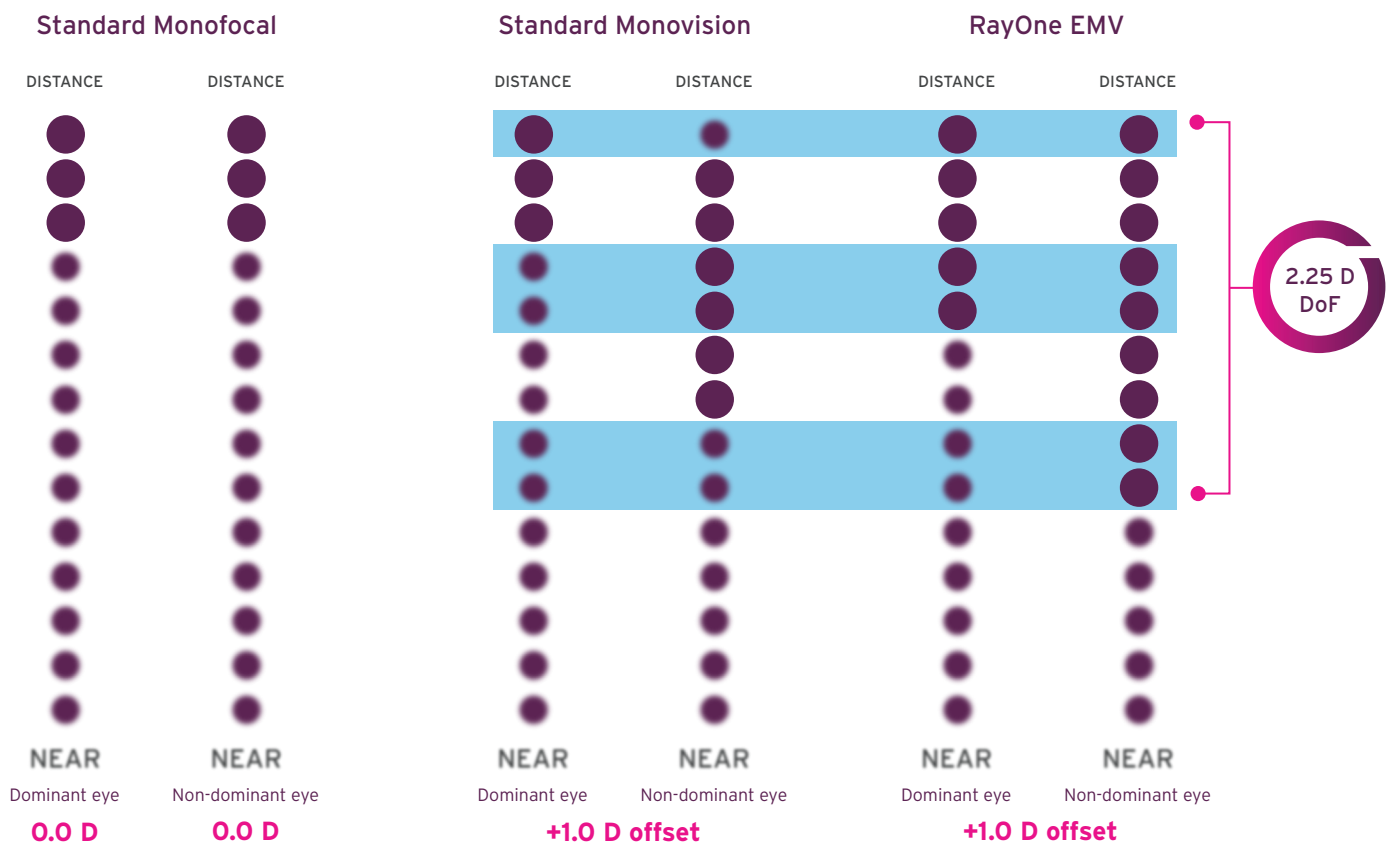 Standard Monofocal
Standard Monovision
RayOne EMV
DISTANCE
DISTANCE
DISTANCE
DISTANCE
DISTANCE
DISTANCE
2.25 D
DoF
NEAR
NEAR
NEAR
NEAR
NEAR
NEAR
Dominant eye
Non-dominant eye
Dominant eye
Non-dominant eye
Dominant eye
Non-dominant eye
0.0 D
0.0 D
+1.0 D offset
+1.0 D offset